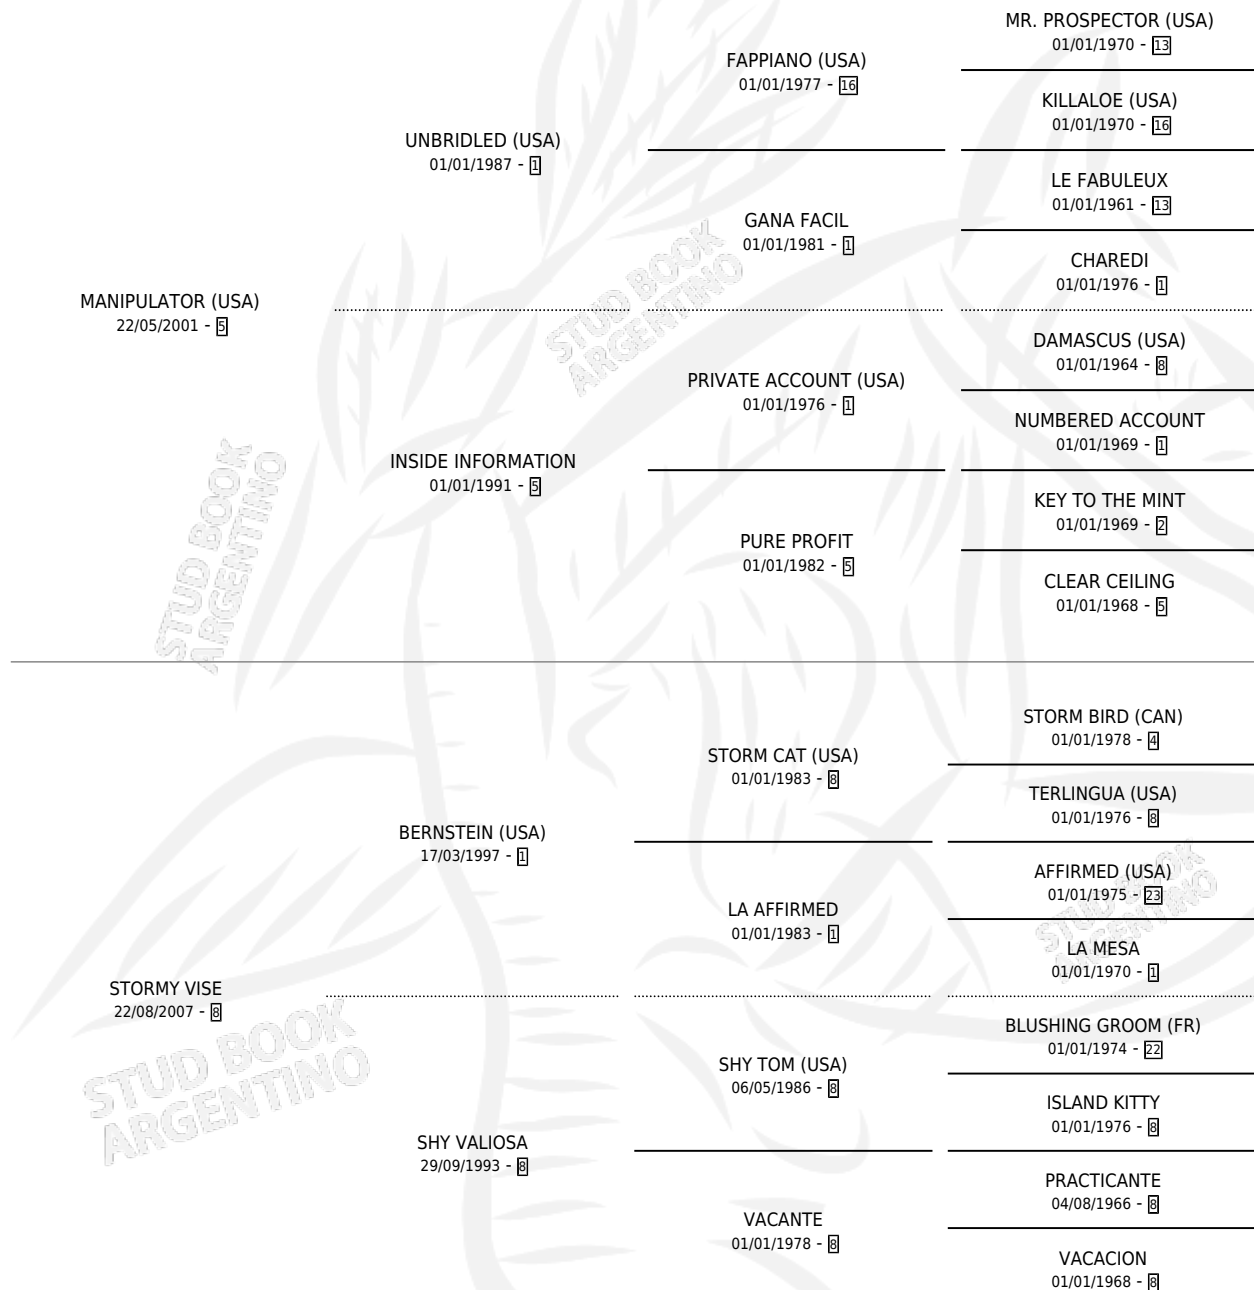 MR. PROSPECTOR (USA)
01/01/1970 - 13
FAPPIANO (USA)
01/01/1977 - 16
KILLALOE (USA)
01/01/1970 - 16
UNBRIDLED (USA)
01/01/1987 - 1
LE FABULEUX
01/01/1961 - 13
GANA FACIL
01/01/1981 - 1
CHAREDI
01/01/1976 - 1
MANIPULATOR (USA)
22/05/2001 - 5
DAMASCUS (USA)
01/01/1964 - 8
PRIVATE ACCOUNT (USA)
01/01/1976 - 1
NUMBERED ACCOUNT
01/01/1969 - 1
INSIDE INFORMATION
01/01/1991 - 5
KEY TO THE MINT
01/01/1969 - 2
PURE PROFIT
01/01/1982 - 5
CLEAR CEILING
01/01/1968 - 5
STORM BIRD (CAN)
01/01/1978 - 4
STORM CAT (USA)
01/01/1983 - 8
TERLINGUA (USA)
01/01/1976 - 8
BERNSTEIN (USA)
17/03/1997 - 1
AFFIRMED (USA)
01/01/1975 - 23
LA AFFIRMED
01/01/1983 - 1
LA MESA
01/01/1970 - 1
STORMY VISE
22/08/2007 - 8
BLUSHING GROOM (FR)
01/01/1974 - 22
SHY TOM (USA)
06/05/1986 - 8
ISLAND KITTY
01/01/1976 - 8
SHY VALIOSA
29/09/1993 - 8
PRACTICANTE
04/08/1966 - 8
VACANTE
01/01/1978 - 8
VACACION
01/01/1968 - 8
STUD BOOK
ARGENTINO
STUD BOOK
ARGENTINO
STUD BOOK
ARGENTINO
STUD BOOK
ARGENTINO